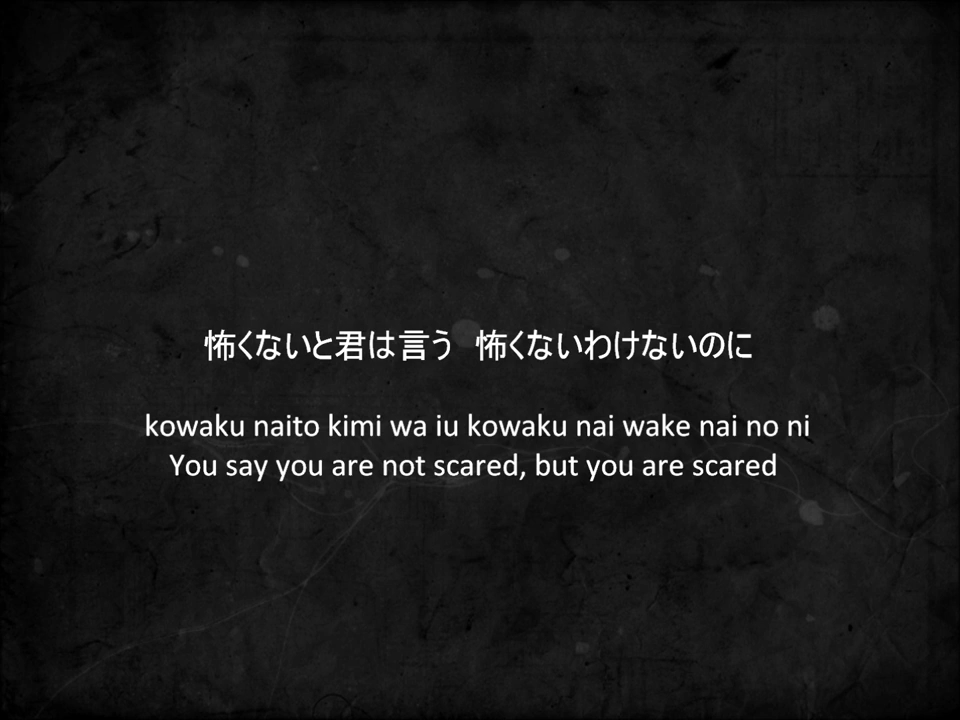 怖くないと君は言う　怖くないわけないのに
kowaku naito kimi wa iu kowaku nai wake nai no ni
You say you are not scared, but you are scared